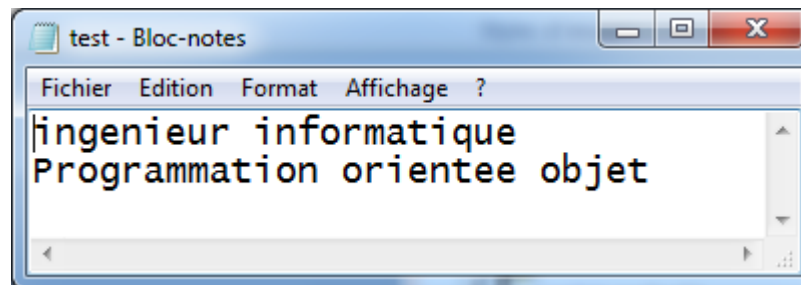 test - Bloc-notes
Fichier Edition Format Affichage ?
ingenieur informatique
Programmation orientee objet